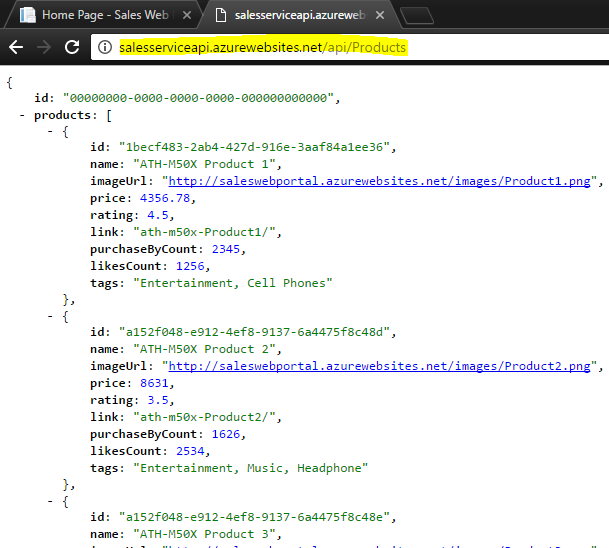 Home Page - Sales Web
salesserviceapi.azureweb
salesserviceapi.azurewebsites.net/api/Products
{
id: "00000000-0000-0000-0000-000000000000",
- products: [
- {
id: "1becf483-2ab4-427d-916e-3aaf84a1ee36",
name: "ATH-M50X Product 1",
imageUrl: "http://saleswebportal.azurewebsites.net/images/Product1.png",
price: 4356.78,
rating: 4.5,
link: "ath-m50x-Product1/",
purchaseByCount: 2345,
likesCount: 1256,
tags: "Entertainment, Cell Phones"
},
- {
id: "a152f048-e912-4ef8-9137-6a4475f8c48d",
name: "ATH-M50X Product 2",
imageUrl: "http://saleswebportal.azurewebsites.net/images/Product2.png",
price: 8631,
rating: 3.5,
link: "ath-m50x-Product2/",
purchaseByCount: 1626,
likesCount: 2534,
tags: "Entertainment, Music, Headphone"
},
- {
id: "a152f048-e912-4ef8-9137-6a4475f8c48e",
name: "ATH-M50X Product 3",